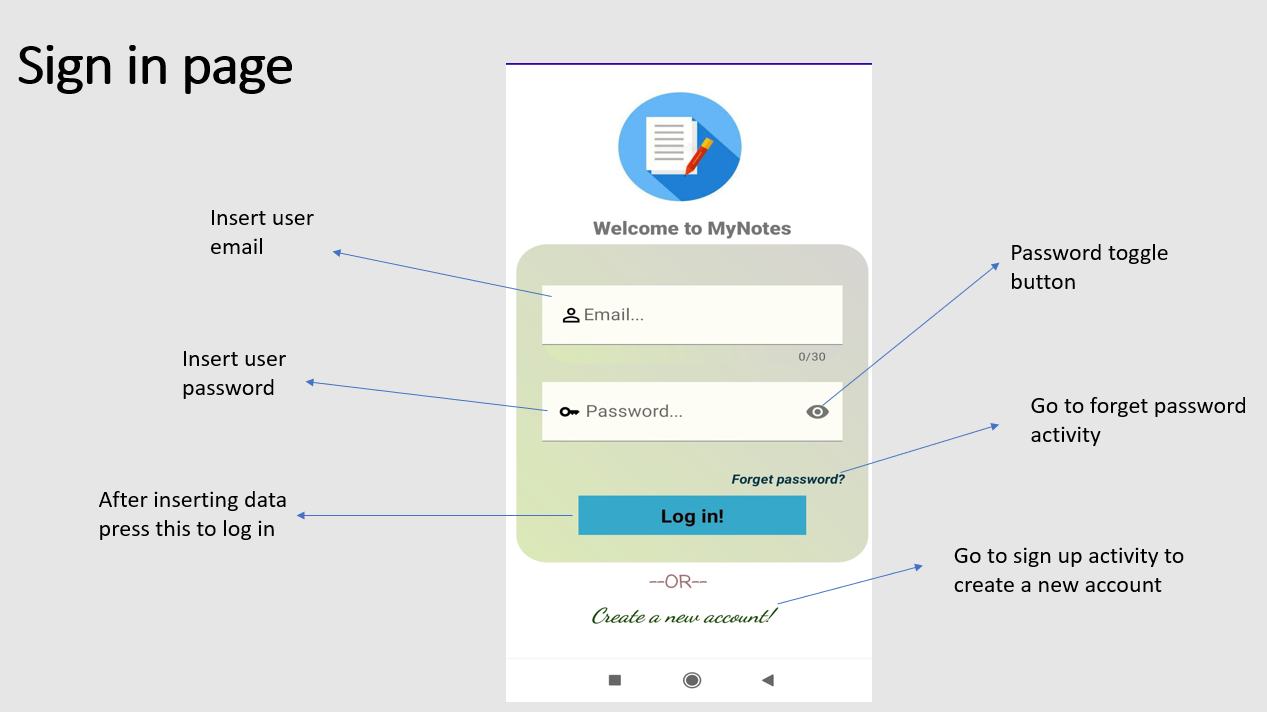 Sign in page
Welcome to MyNotes
Insert user
email
Email...
0/30
Password toggle
button
Insert user
password
Password...
Go to forget password
activity
Forget password?
After inserting data
press this to log in
Log in!
Go to sign up activity to
create a new account
--OR--
Create a new account!